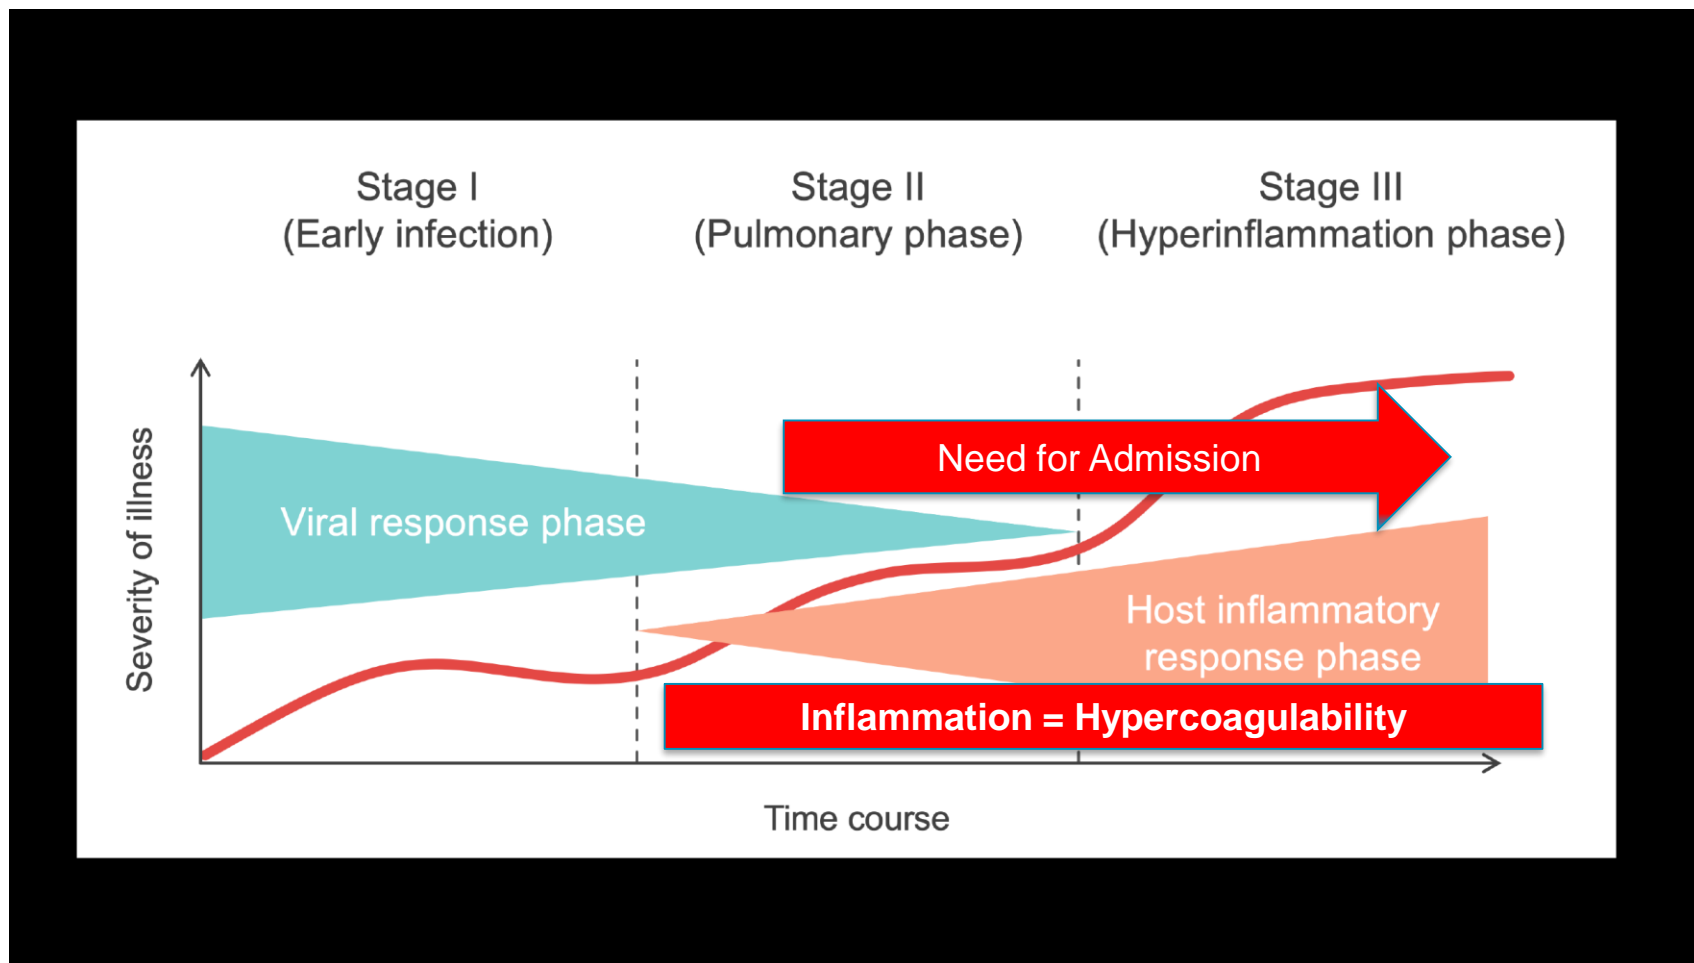 Stage I
(Early infection)
Stage II
(Pulmonary phase)
Stage III
(Hyperinflammation phase)
Severity of illness
Need for Admission
Viral response phase
Host inflammatory
response phase
Inflammation = Hypercoagulability
Time course